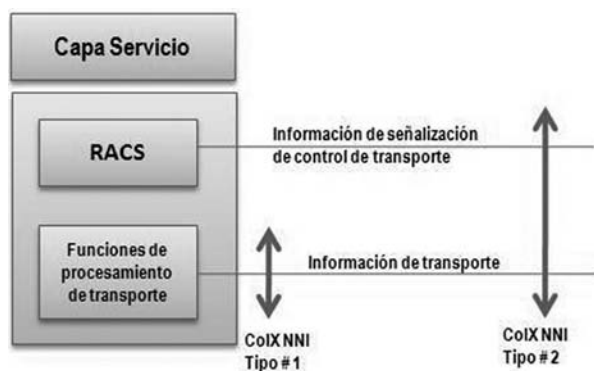 Capa Servicio
RACS
Información de señalización
de control de transporte
Funciones de
procesamiento
de transporte
Información de transporte
CoIX NNI
Tipo # 1
CoIX NNI
Tipo # 2